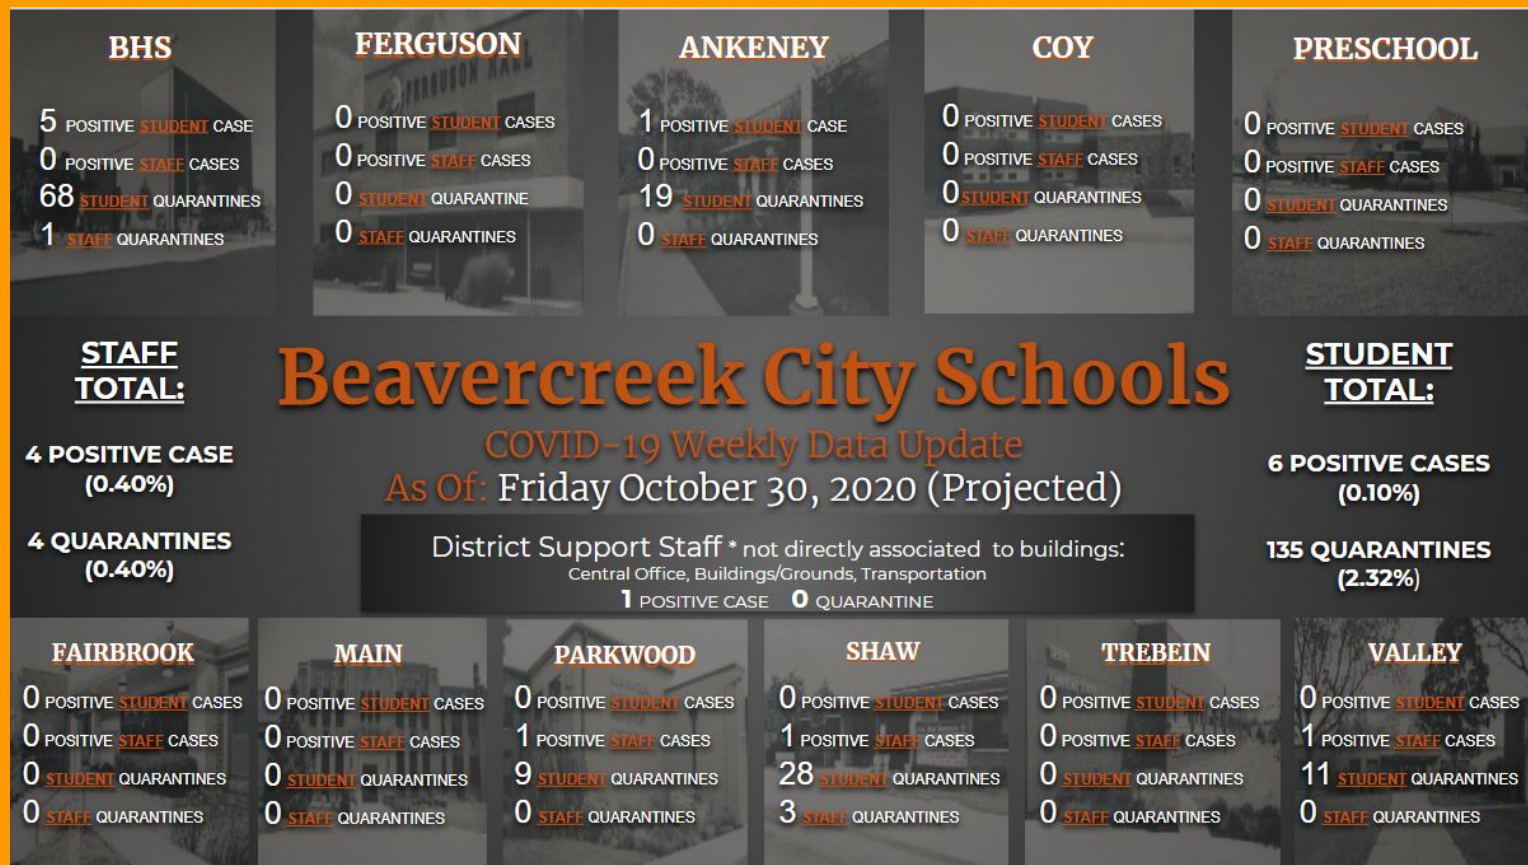 BHS
5 POSITIVE STUDENT CASE
0 POSITIVE STAFF CASES
68 STUDENT QUARANTINES
1 STAFF QUARANTINES
FERGUSON
FERGUSON HALL
0 POSITIVE STUDENT CASES
0 POSITIVE STAFF CASES
0 STUDENT QUARANTINE
0 STAFF QUARANTINES
ANKENEY
1 POSITIVE STUDENT CASE
0 POSITIVE STAFF CASES
19 STUDENT QUARANTINES
0 STAFF QUARANTINES
COY
0 POSITIVE STUDENT CASES
0 POSITIVE STAFF CASES
0 STUDENT QUARANTINES
0 STAFF QUARANTINES
PRESCHOOL
0 POSITIVE STUDENT CASES
0 POSITIVE STAFF CASES
0 STUDENT QUARANTINES
0 STAFF QUARANTINES
STAFF
TOTAL:
4 POSITIVE CASE
(0.40%)
4 QUARANTINES
(0.40%)
Beavercreek City Schools
COVID-19 Weekly Data Update
As Of: Friday October 30, 2020 (Projected)
District Support Staff * not directly associated to buildings:
Central Office, Buildings/Grounds, Transportation
1 POSITIVE CASE 0 QUARANTINE
STUDENT
TOTAL:
6 POSITIVE CASES
(0.10%)
135 QUARANTINES
(2.32%)
FAIRBROOK
0 POSITIVE STUDENT CASES
0 POSITIVE STAFF CASES
0 STUDENT QUARANTINES
0 STAFF QUARANTINES
MAIN
0 POSITIVE STUDENT CASES
0 POSITIVE STAFF CASES
0 STUDENT QUARANTINES
0 STAFF QUARANTINES
PARKWOOD
0 POSITIVE STUDENT CASES
1 POSITIVE STAFF CASES
9 STUDENT QUARANTINES
0 STAFF QUARANTINES
SHAW
0 POSITIVE STUDENT CASES
1 POSITIVE STAFF CASES
28 STUDENT QUARANTINES
3 STAFF QUARANTINES
TREBEIN
0 POSITIVE STUDENT CASES
0 POSITIVE STAFF CASES
0 STUDENT QUARANTINES
0 STAFF QUARANTINES
VALLEY
0 POSITIVE STUDENT CASES
1 POSITIVE STAFF CASES
11 STUDENT QUARANTINES
0 STAFF QUARANTINES